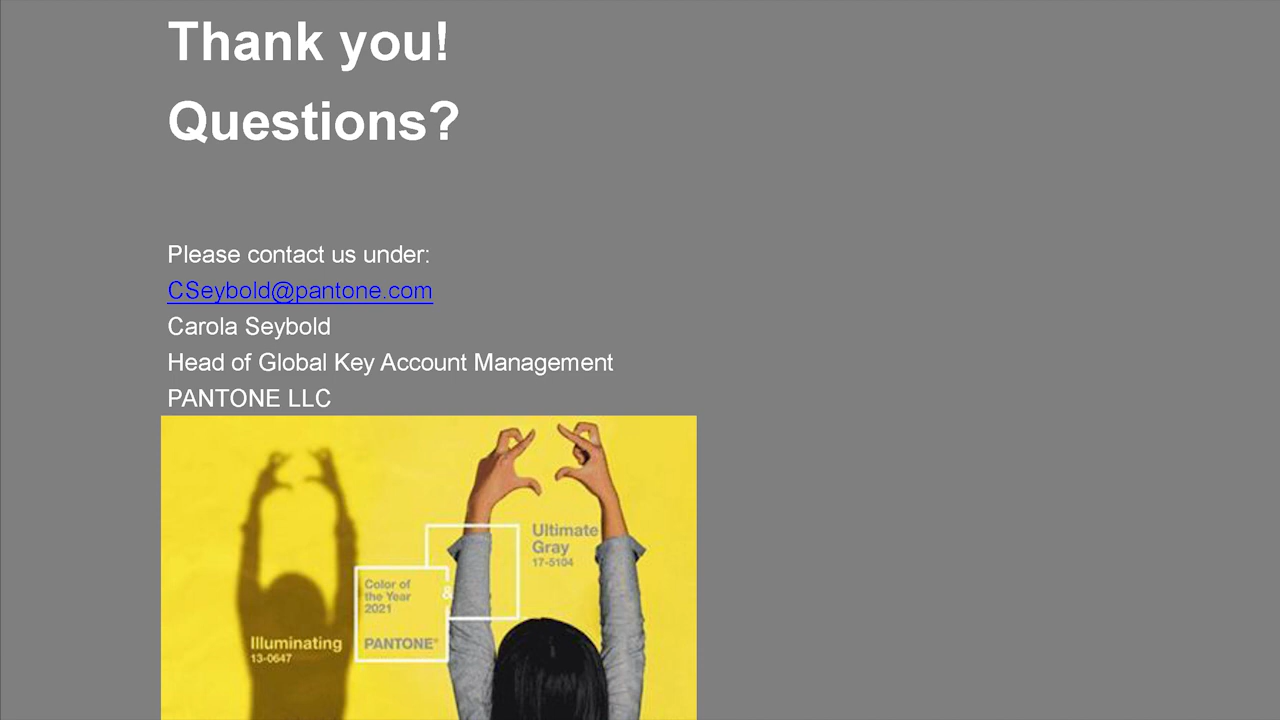 Thank you!
Questions?
Please contact us under:
CSeybold@pantone.com
Carola Seybold
Head of Global Key Account Management
PANTONE LLC
Ultimate
Gray
17-5104
Color of
the Year
2021
&
PANTONE®
Illuminating
13-0647